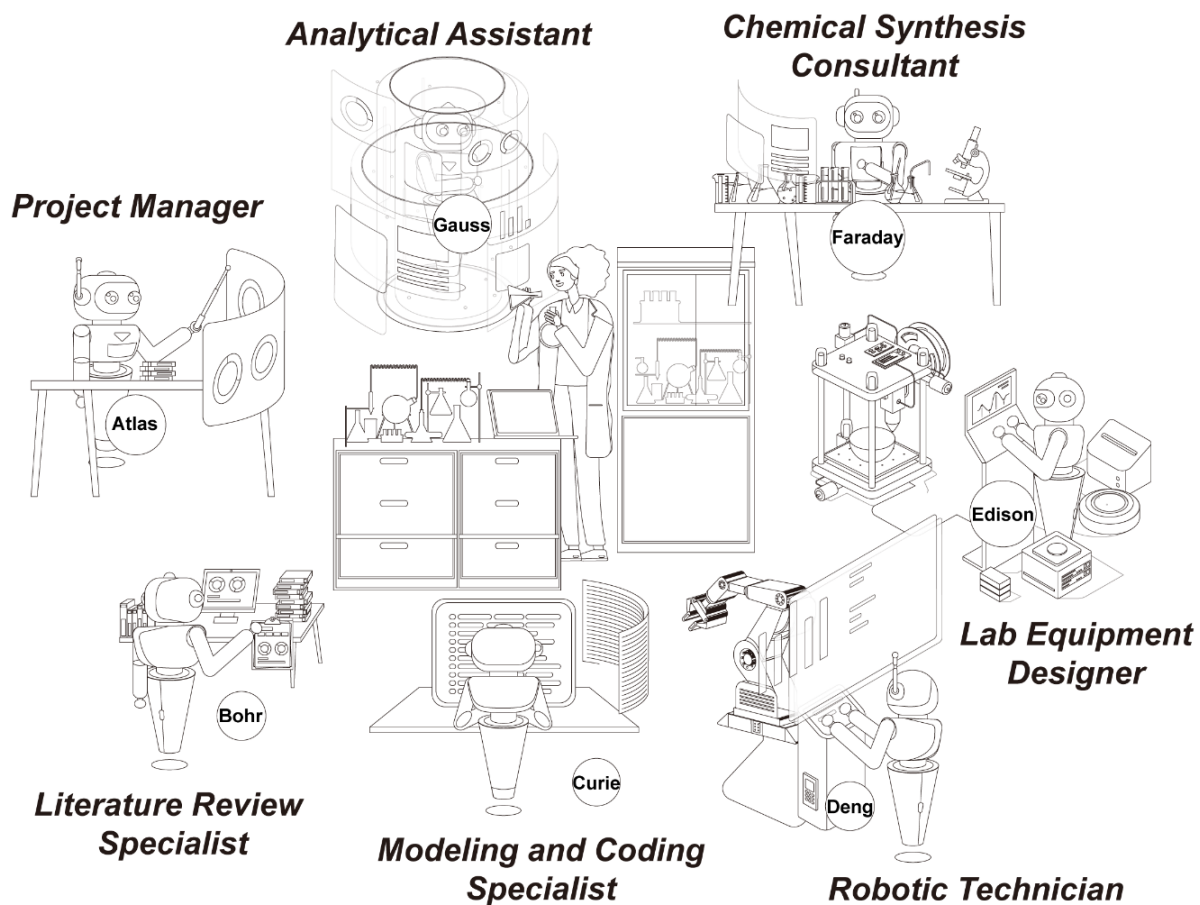 Analytical Assistant
Chemical Synthesis
Consultant
Project Manager
Gauss
Faraday
Atlas
Edison
Lab Equipment
Designer
Bohr
Curie
Deng
Literature Review
Specialist
Modeling and Coding
Specialist
Robotic Technician